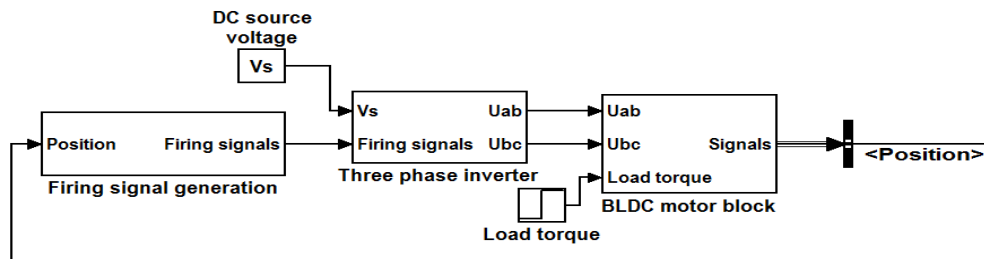 DC source
voltage
Vs
Position
Firing signals
Firing signal generation
Vs
Uab
Firing signals
Ubc
Three phase inverter
Uab
Ubc
Signals
Load torque
BLDC motor block
Load torque
<Position>